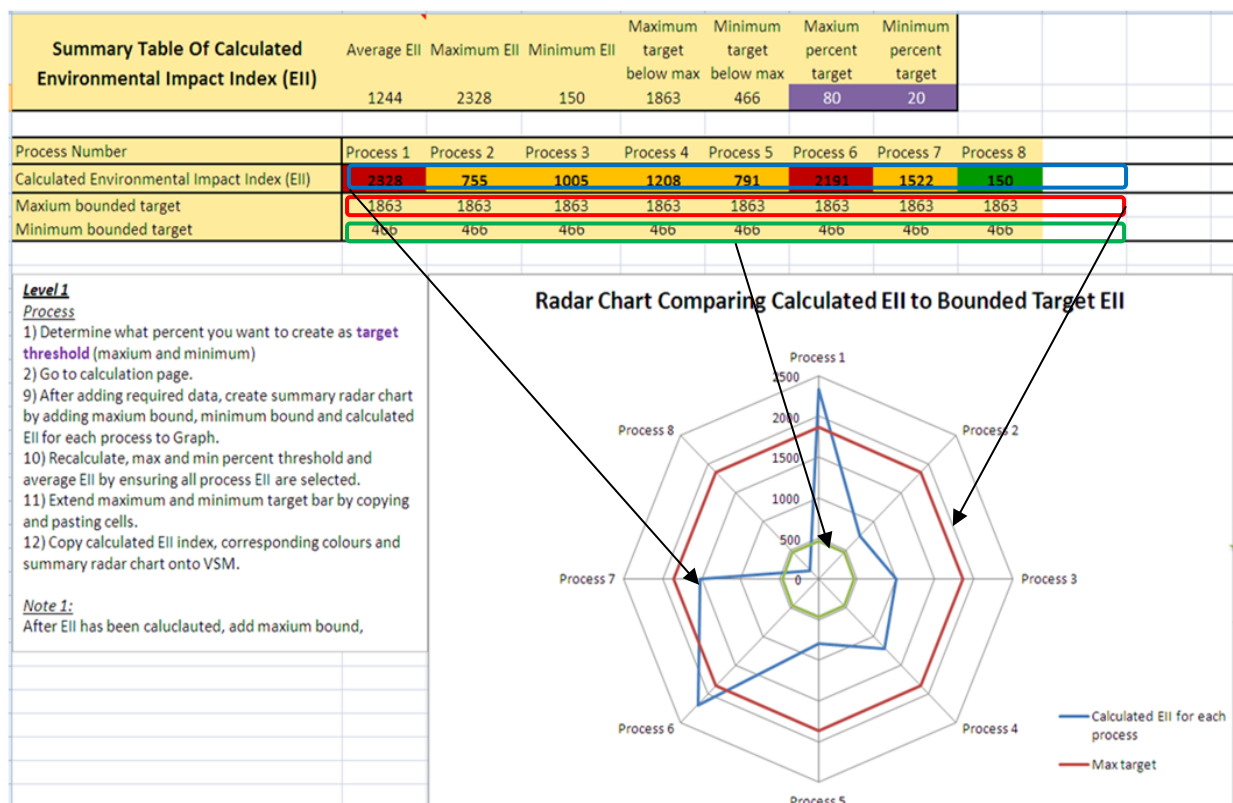 Summary Table Of Calculated
Environmental Impact Index (EII)
Average EII Maximum EII Minimum EII Maximum target below max Minimum target below max Maxium percent target Minimum percent target
1244 2328 150 1863 466 80 20
Process Number Process 1 Process 2 Process 3 Process 4 Process 5 Process 6 Process 7 Process 8
Calculated Environmental Impact Index (EII) 2328 755 1005 1208 791 2191 1522 150
Maxium bounded target 1863 1863 1863 1863 1863 1863 1863 1863
Minimum bounded target 466 466 466 466 466 466 466 466
Level 1
Process
1) Determine what percent you want to create as target
threshold (maxium and minimum)
2) Go to calculation page.
9) After adding required data, create summary radar chart
by adding maxium bound, minimum bound and calculated
EII for each process to Graph.
10) Recalculate, max and min percent threshold and
average EII by ensuring all process EII are selected.
11) Extend maximum and minimum target bar by copying
and pasting cells.
12) Copy calculated EII index, corresponding colours and
summary radar chart onto VSM.
Note 1:
After EII has been caluclauted, add maxium bound,
Radar Chart Comparing Calculated EII to Bounded Target EII
Process 1
2500
2000
1500
1000
500
0
Process 2
Process 3
Process 4
Process 5
Process 6
Process 7
Process 8
Calculated EII for each
process
Max target